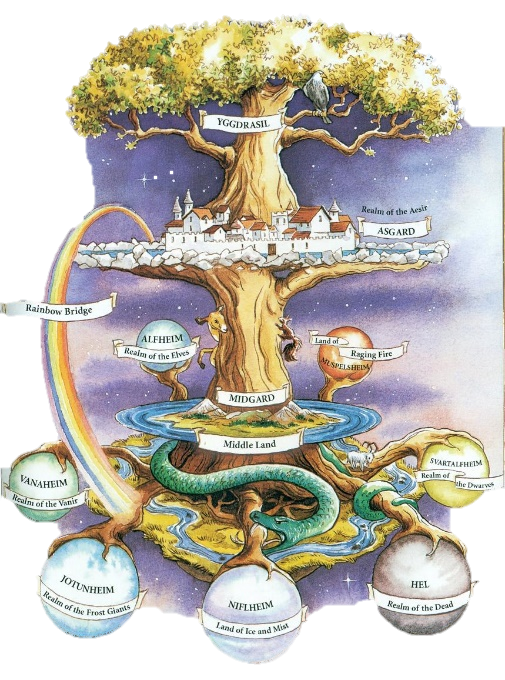 YGGDRASIL
Realm of the Aesir
ASGARD
Rainbow Bridge
ALFHEIM
Realm of the Elves
Land of
Raging Fire
MUSPELSHEIM
MIDGARD
Middle Land
VANAHEIM
Realm of the Vanir
SVARTALFHEIM
Realm of
the Dwarves
JOTUNHEIM
Realm of the Frost Giants
NIFLHEIM
Land of Ice and Mist
HEL
Realm of the Dead